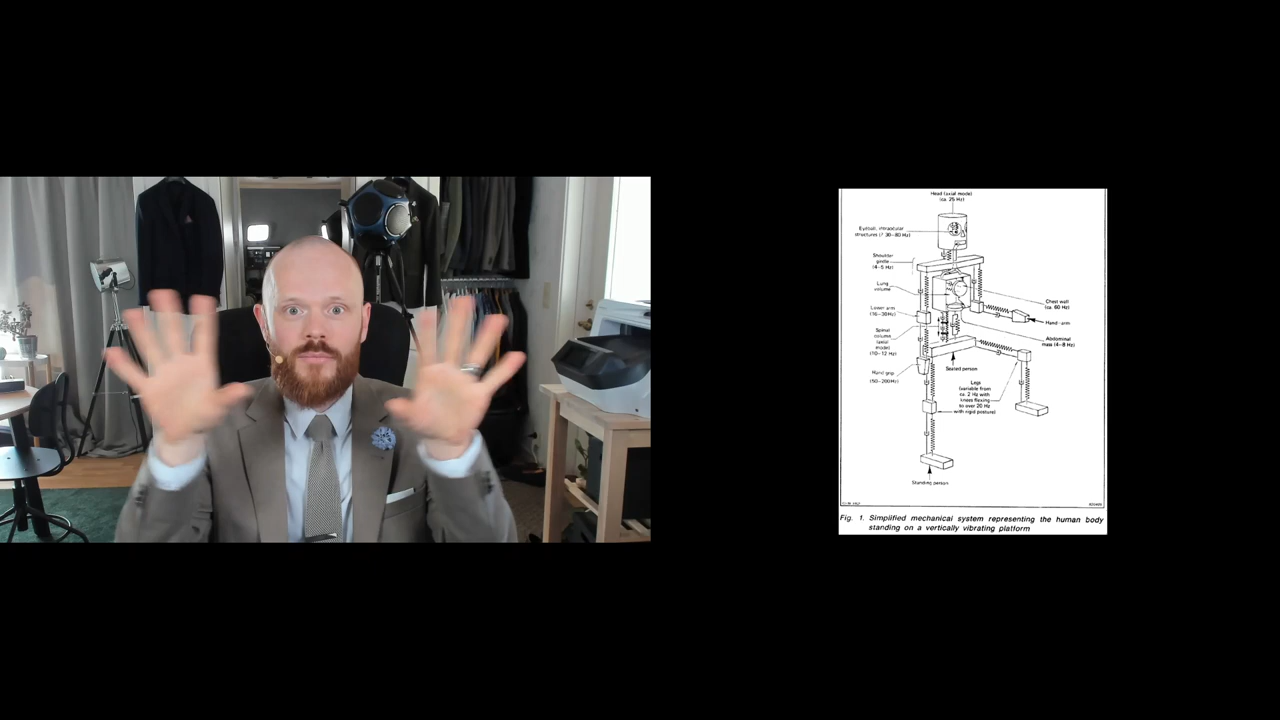 Head (axial mode)
(ca. 25 Hz)
Eyeball, intraocular
structures (? 30–80 Hz)
Shoulder
girdle
(4–5 Hz)
Lung
volume
Lower arm
(16–30 Hz)
Spinal
column
(axial
mode)
(10–12 Hz)
Hand grip
(50–200 Hz)
Chest wall
(ca. 60 Hz)
Hand–arm
Abdominal
mass (4–8 Hz)
Seated person
Legs
(variable from
ca. 2 Hz with
knees flexing
to over 20 Hz
with rigid posture)
Standing person
Fig. 1. Simplified mechanical system representing the human body
standing on a vertically vibrating platform